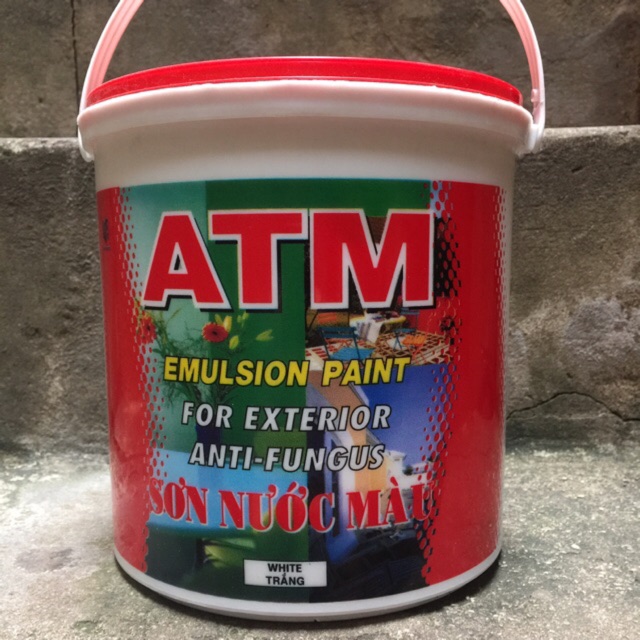 ATM
EMULSION PAINT
FOR EXTERIOR
ANTI-FUNGUS
SƠN NƯỚC MÀU
WHITE
TRẮNG